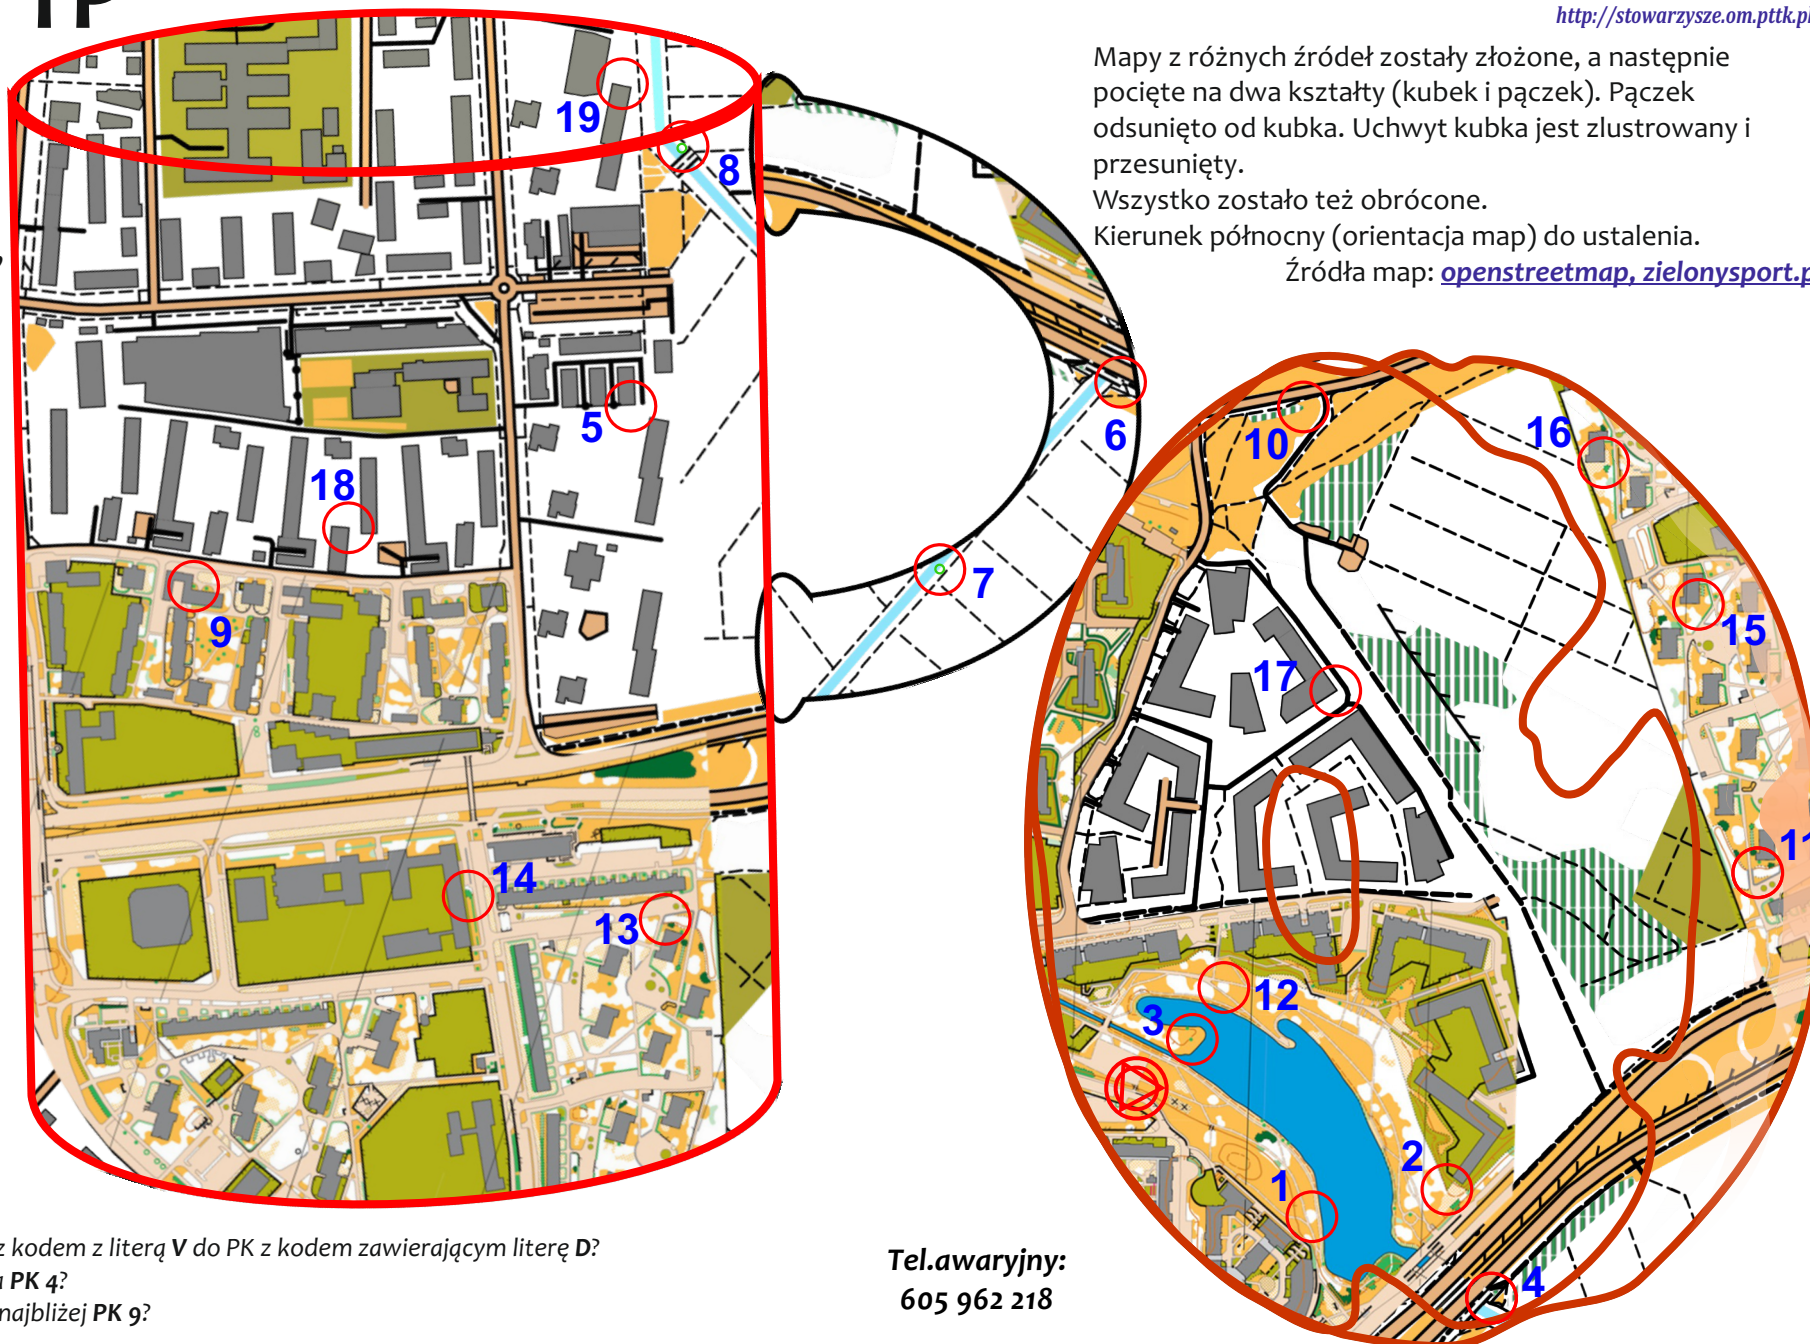 TP
http://stowarzysze.om.pttk.pl
Mapy z różnych źródeł zostały złożone, a następnie
pocięte na dwa kształty (kubek i pączek). Pączek
odsunięto od kubka. Uchwyt kubka jest zlustrowany i
przesunięty.
Wszystko zostało też obrócone.
Kierunek północny (orientacja map) do ustalenia.
Źródła map: openstreetmap, zielonysport.p
19
8
5
6
7
18
9
14
13
10
16
15
17
11
12
3
2
1
4
z kodem z literą V do PK z kodem zawierającym literę D?
PK 4?
najbliżej PK 9?
Tel.awaryjny:
605 962 218